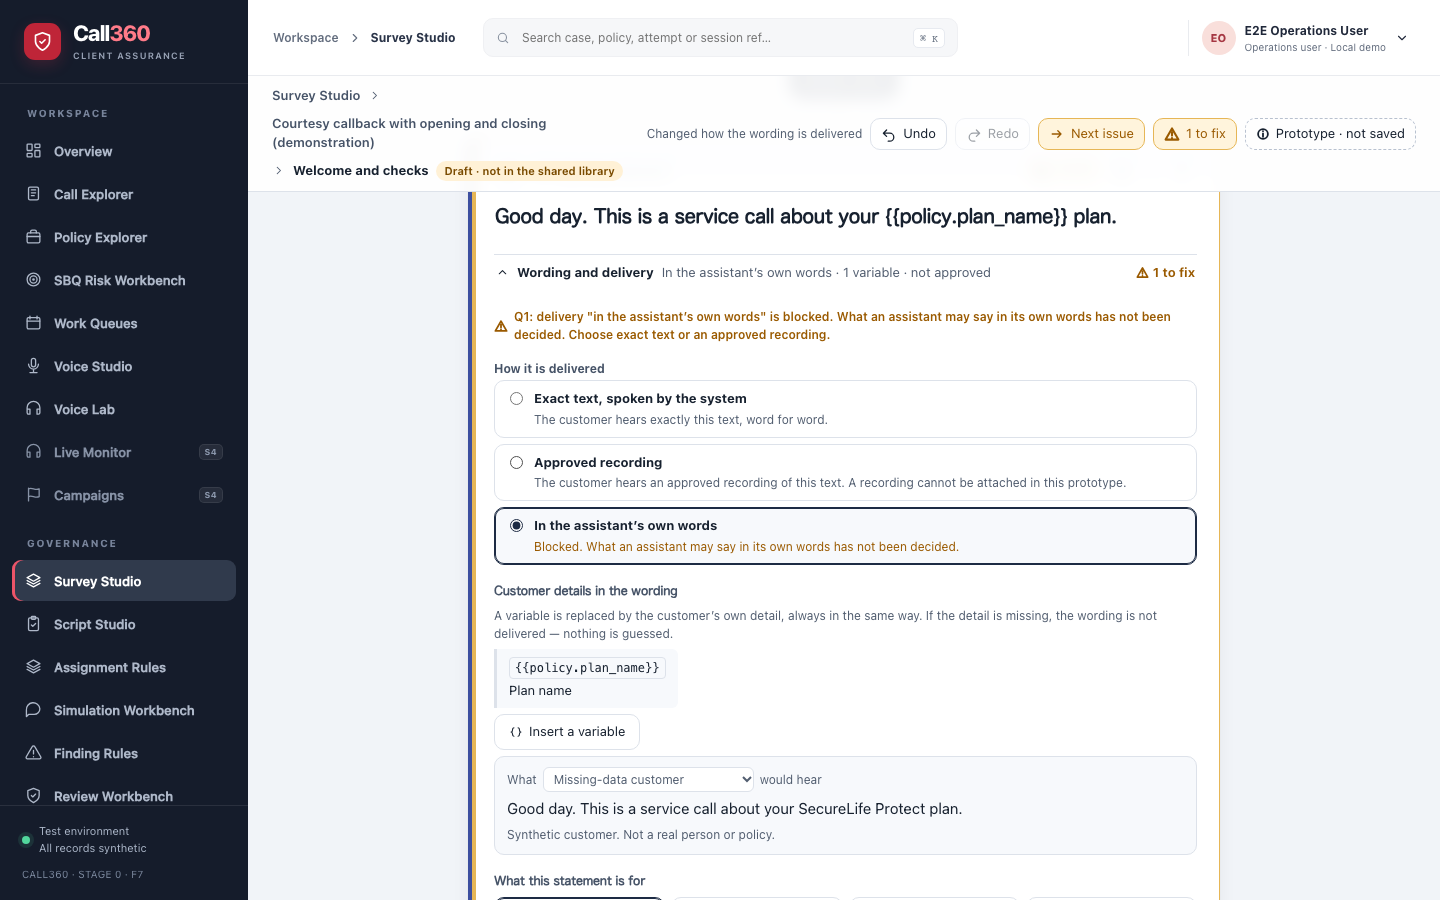 Call360
CLIENT ASSURANCE
Workspace
Survey Studio
Search case, policy, attempt or session ref...
⌘ K
EO
E2E Operations User
Operations user · Local demo
WORKSPACE
Overview
Call Explorer
Policy Explorer
SBQ Risk Workbench
Work Queues
Voice Studio
Voice Lab
Live Monitor S4
Campaigns S4
GOVERNANCE
Survey Studio
Script Studio
Assignment Rules
Simulation Workbench
Finding Rules
Review Workbench
Test environment
All records synthetic
CALL360 · STAGE 0 · F7
Survey Studio
Courtesy callback with opening and closing
(demonstration)
Changed how the wording is delivered
Undo
Redo
Next issue
1 to fix
Prototype · not saved
Welcome and checks
Draft · not in the shared library
Good day. This is a service call about your {{policy.plan_name}} plan.
Wording and delivery In the assistant's own words · 1 variable · not approved
1 to fix
Q1: delivery "in the assistant's own words" is blocked. What an assistant may say in its own words has not been
decided. Choose exact text or an approved recording.
How it is delivered
Exact text, spoken by the system
The customer hears exactly this text, word for word.
Approved recording
The customer hears an approved recording of this text. A recording cannot be attached in this prototype.
In the assistant's own words
Blocked. What an assistant may say in its own words has not been decided.
Customer details in the wording
A variable is replaced by the customer's own detail, always in the same way. If the detail is missing, the wording is not
delivered — nothing is guessed.
{{policy.plan_name}}
Plan name
Insert a variable
What Missing-data customer would hear
Good day. This is a service call about your SecureLife Protect plan.
Synthetic customer. Not a real person or policy.
What this statement is for